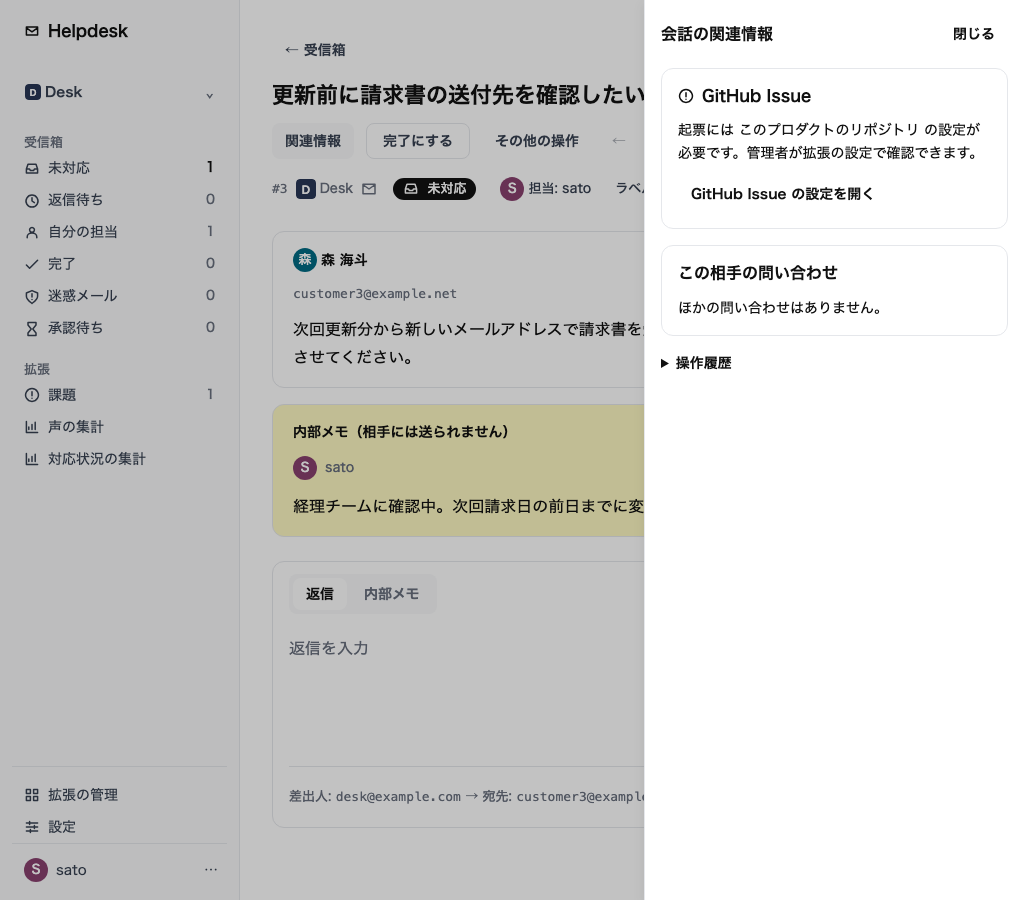 Helpdesk
D Desk
受信箱
未対応 1
返信待ち 0
自分の担当 1
完了 0
迷惑メール 0
承認待ち 0
拡張
課題 1
声の集計
対応状況の集計
拡張の管理
設定
S sato ...
← 受信箱
更新前に請求書の送付先を確認したい
関連情報 完了にする その他の操作 ←
#3 D Desk 未対応 S 担当: sato ラベ
森 森 海斗
customer3@example.net
次回更新分から新しいメールアドレスで請求書を
させてください。
内部メモ（相手には送られません）
S sato
経理チームに確認中。次回請求日の前日までに変
返信 内部メモ
返信を入力
差出人: desk@example.com → 宛先: customer3@example
会話の関連情報 閉じる
GitHub Issue
起票には このプロダクトのリポジトリ の設定が
必要です。管理者が拡張の設定で確認できます。
GitHub Issue の設定を開く
この相手の問い合わせ
ほかの問い合わせはありません。
▶ 操作履歴